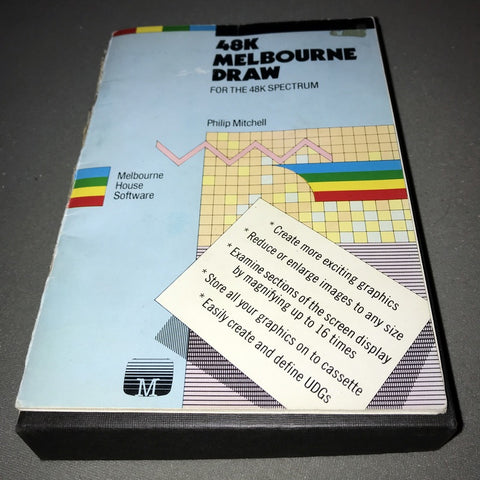 48K
MELBOURNE
DRAW
FOR THE 48K SPECTRUM
Philip Mitchell
Melbourne
House
Software
* Create more exciting graphics
* Reduce or enlarge images to any size
* Examine sections of the screen display
by magnifying up to 16 times
* Store all your graphics on to cassette
* Easily create and define UDGs
M